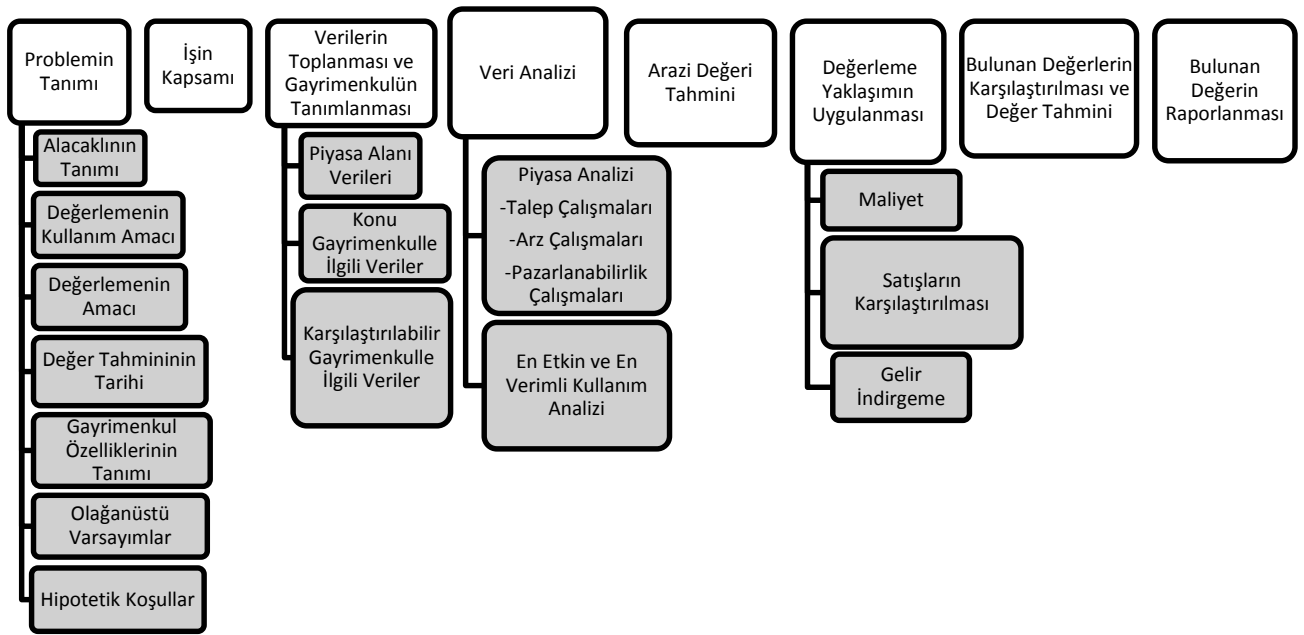 Problemin
Tanımı
Alacaklının
Tanımı
Değerlemenin
Kullanım Amacı
Değerlemenin
Amacı
Değer Tahmininin
Tarihi
Gayrimenkul
Özelliklerinin
Tanımı
Olağanüstü
Varsayımlar
Hipotetik Koşullar
İşin
Kapsamı
Verilerin
Toplanması ve
Gayrimenkulün
Tanımlanması
Piyasa Alanı
Verileri
Konu
Gayrimenkulle
İlgili Veriler
Karşılaştırılabilir
Gayrimenkulle
İlgili Veriler
Veri Analizi
Piyasa Analizi
-Talep Çalışmaları
-Arz Çalışmaları
-Pazarlanabilirlik
Çalışmaları
En Etkin ve En
Verimli Kullanım
Analizi
Arazi Değeri
Tahmini
Değerleme
Yaklaşımın
Uygulanması
Maliyet
Satışların
Karşılaştırılması
Gelir
İndirgeme
Bulunan Değerlerin
Karşılaştırılması ve
Değer Tahmini
Bulunan
Değerin
Raporlanması